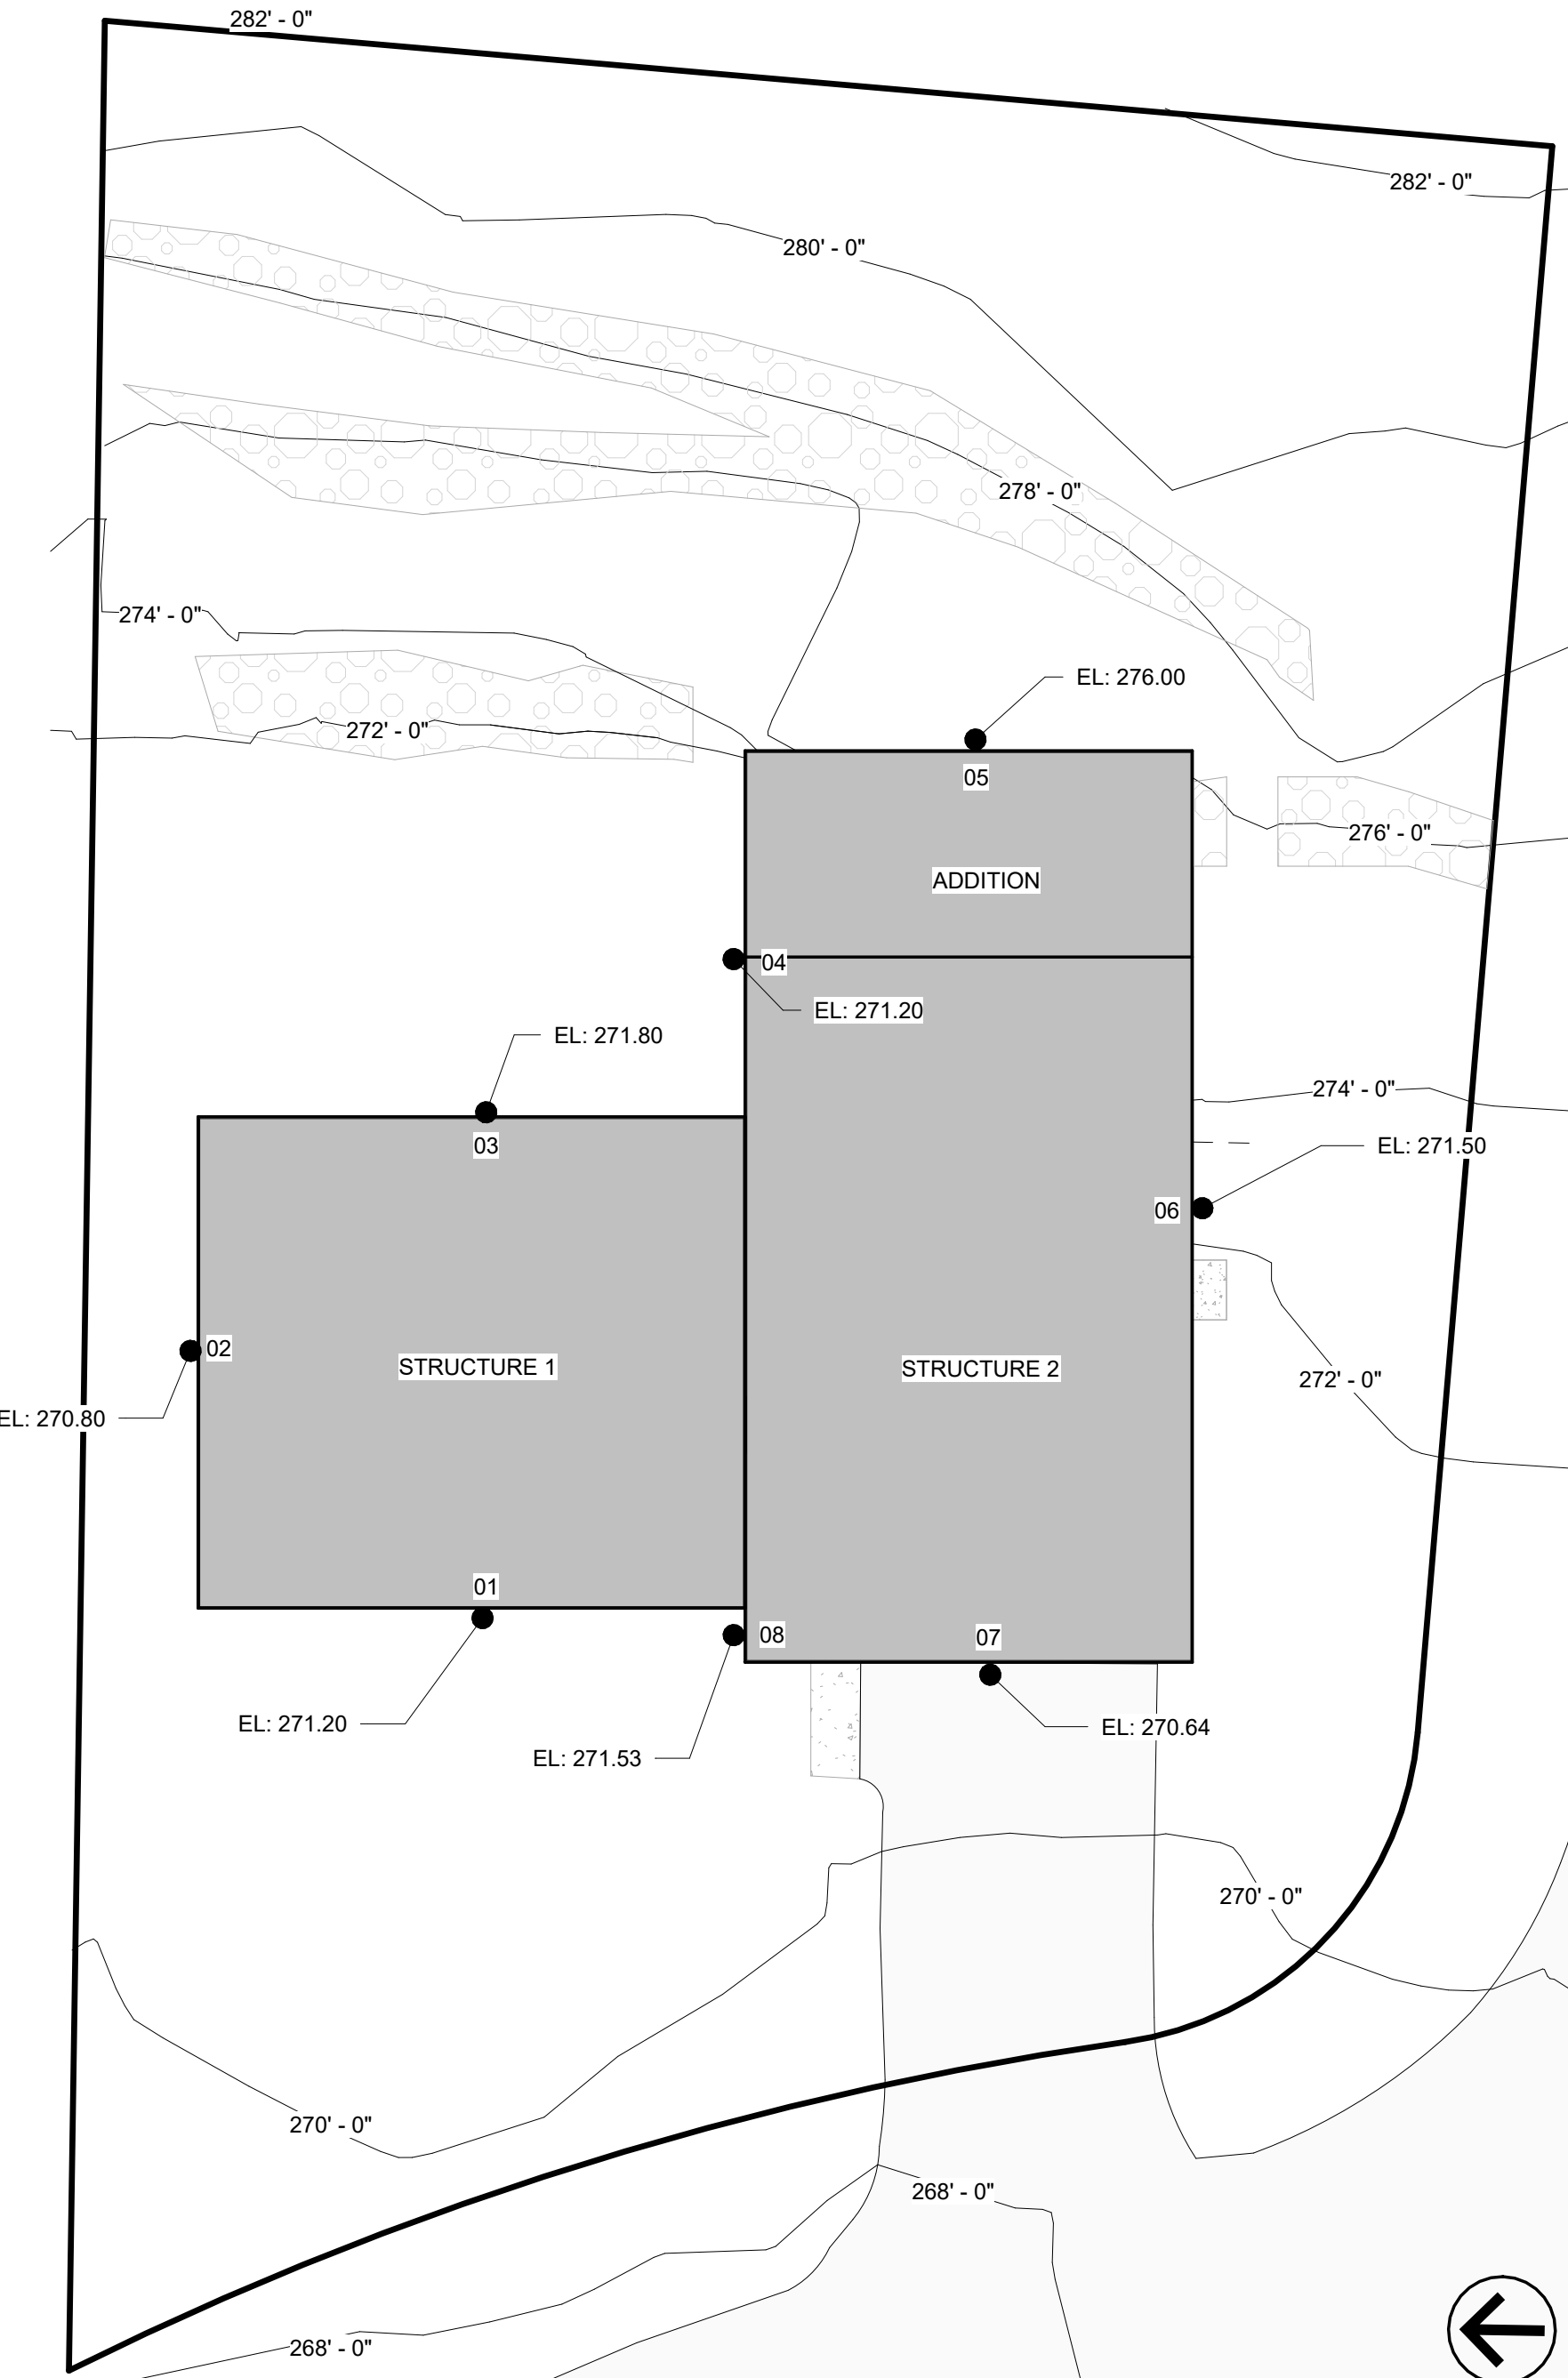 282' - 0"
282' - 0"
280' - 0"
278' - 0"
274' - 0"
EL: 276.00
272' - 0"
05
276' - 0"
ADDITION
04
EL: 271.20
EL: 271.80
274' - 0"
03
EL: 271.50
06
02
STRUCTURE 1
STRUCTURE 2
272' - 0"
EL: 270.80
01
08
07
EL: 271.20
EL: 270.64
EL: 271.53
270' - 0"
270' - 0"
268' - 0"
268' - 0"